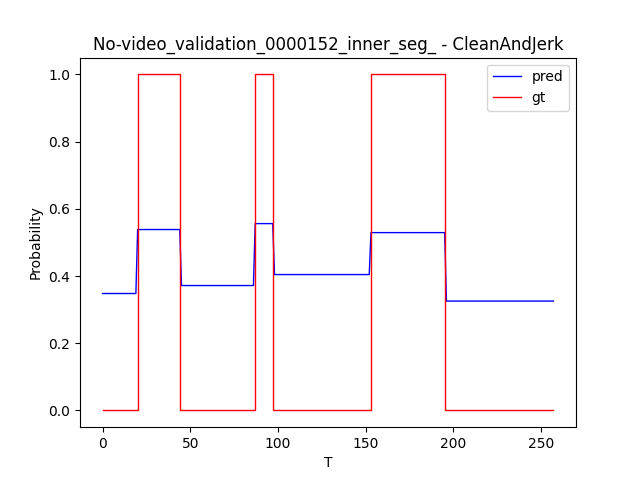 No-video_validation_0000152_inner_seg_ - CleanAndJerk
pred
gt
1.0
0.8
0.6
0.4
0.2
0.0
Probability
0
50
100
150
200
250
T